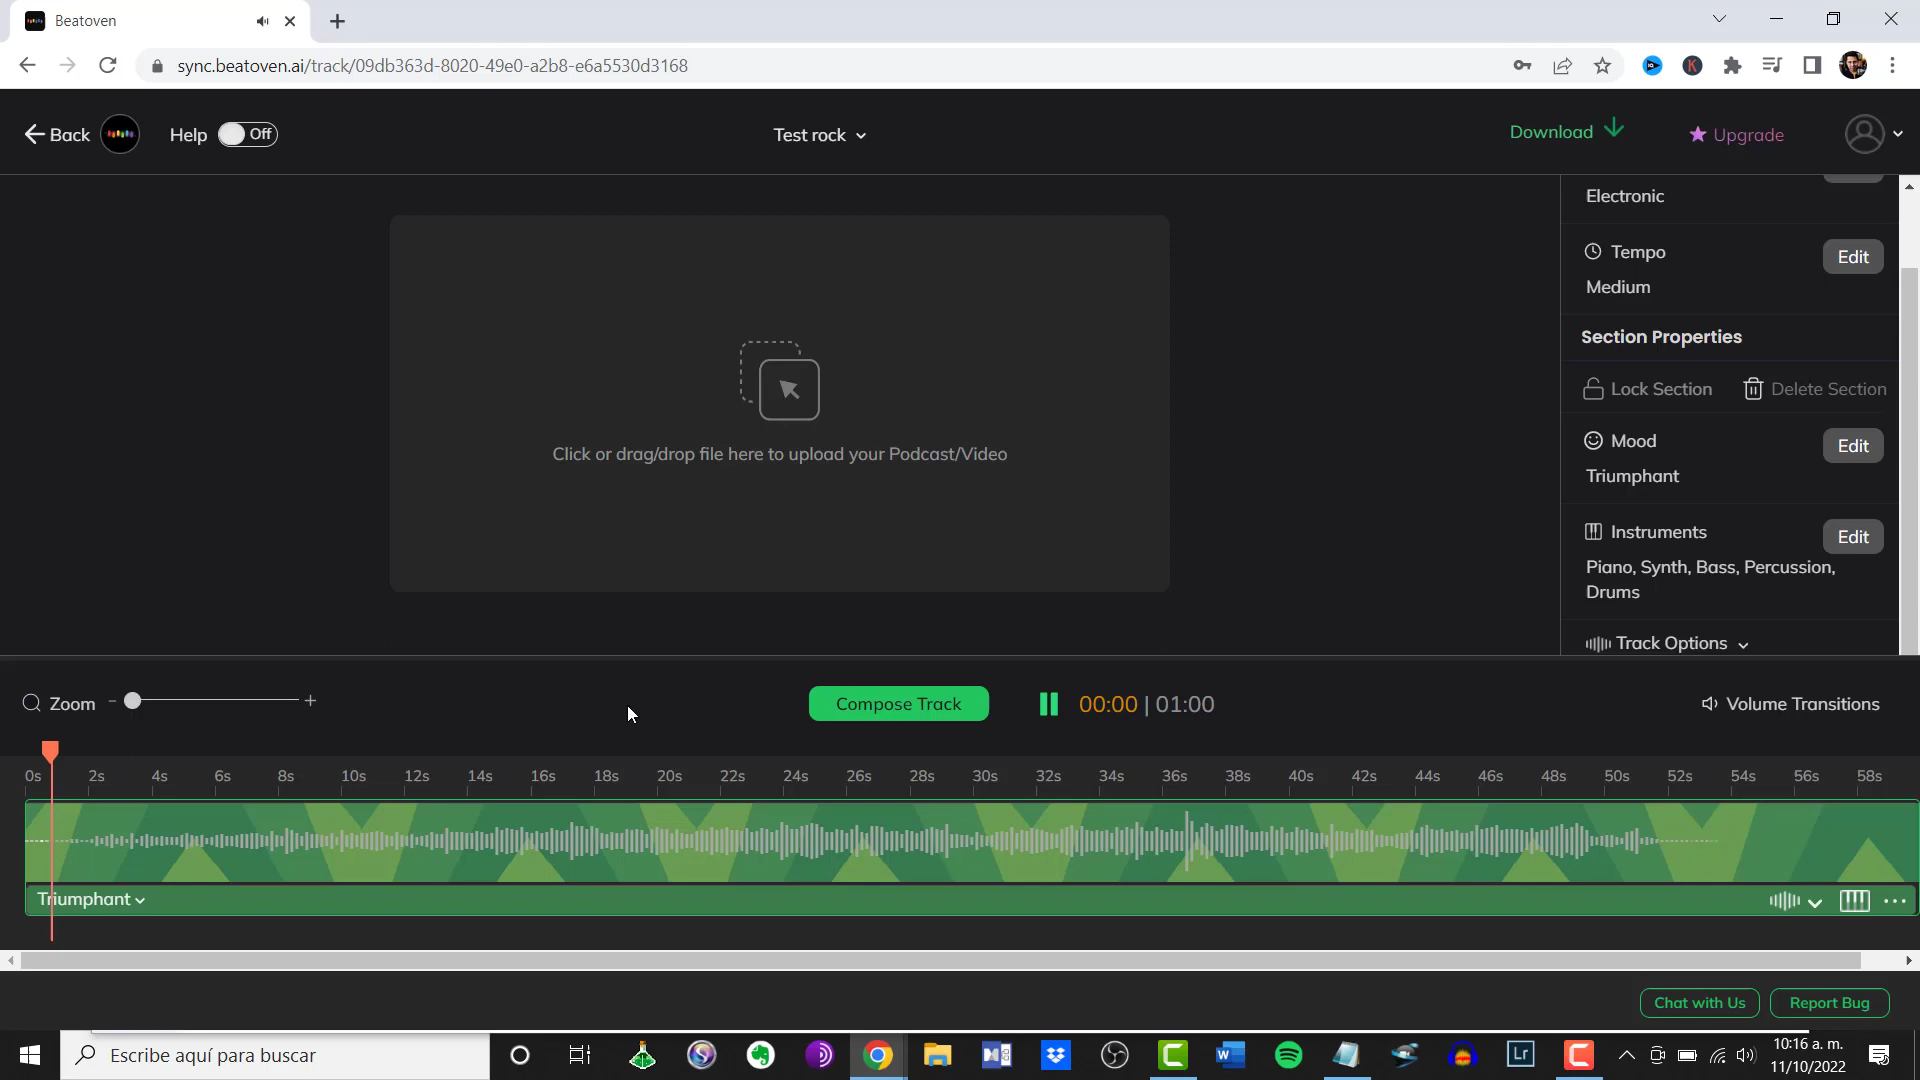 Beatoven
sync.beatoven.ai/track/09db363d-8020-49e0-a2b8-e6a5530d3168
Back
Help
Off
Test rock
Download
Upgrade
Electronic
Tempo
Edit
Medium
Section Properties
Lock Section
Delete Section
Mood
Edit
Triumphant
Instruments
Edit
Piano, Synth, Bass, Percussion,
Drums
Track Options
Click or drag/drop file here to upload your Podcast/Video
Zoom
Compose Track
00:00 | 01:00
Volume Transitions
0s 2s 4s 6s 8s 10s 12s 14s 16s 18s 20s 22s 24s 26s 28s 30s 32s 34s 36s 38s 40s 42s 44s 46s 48s 50s 52s 54s 56s 58s
Triumphant
Chat with Us
Report Bug
Escribe aquí para buscar
Lr
10:16 a. m.
11/10/2022